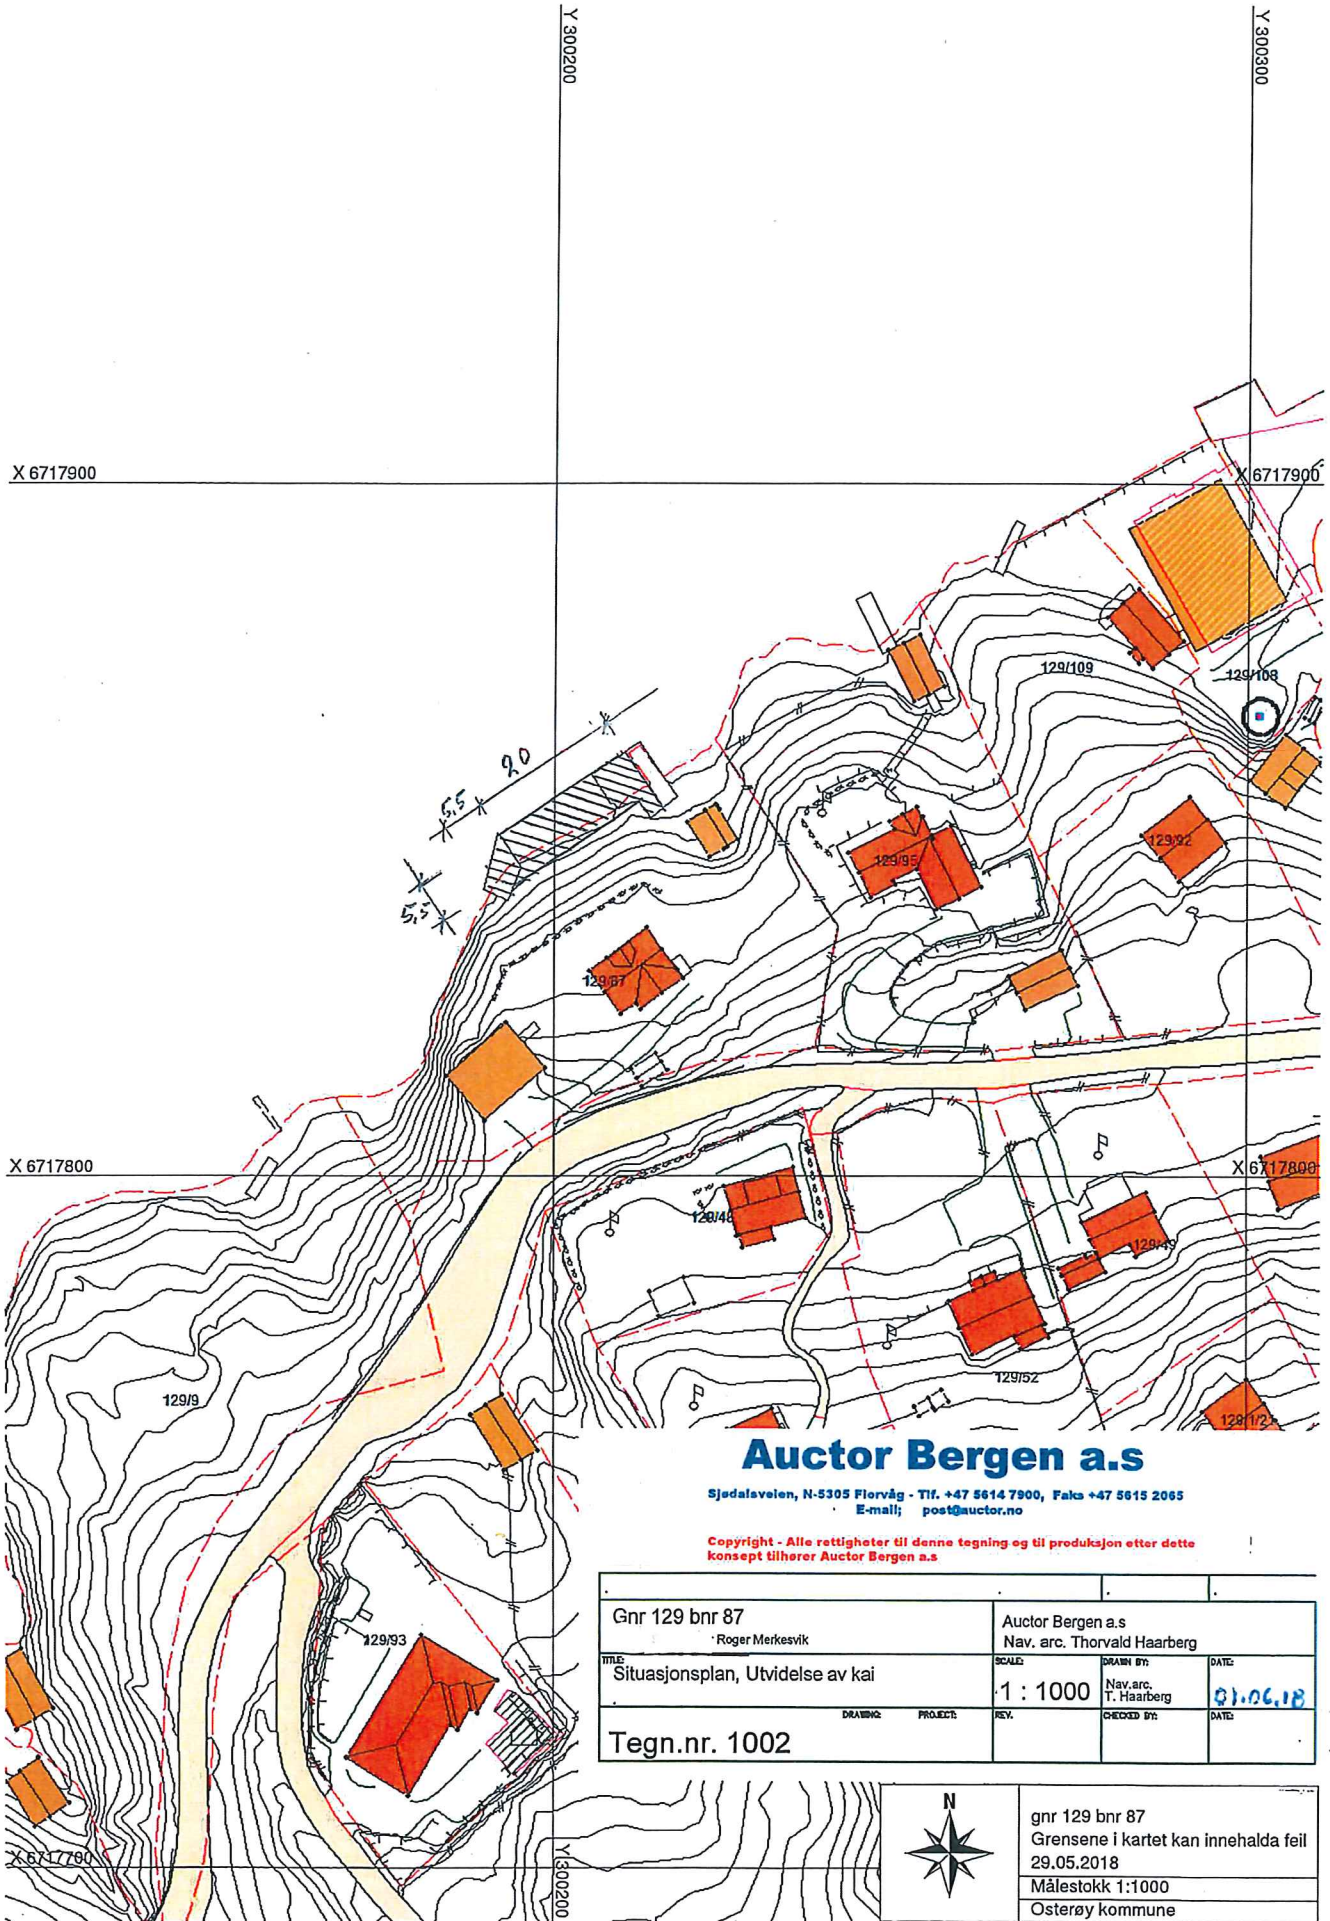 Y 300200
Y 300300
X 6717900
X 6717900
129/109
129/108
20
5,5
5,5
129/95
129/92
129/87
X 6717800
X 6717800
129/48
129/49
129/52
129/9
129/1/21
129/93
X 6717700
Y 300200
Auctor Bergen a.s
Sjødalsveien, N-5305 Florvåg - Tlf. +47 5614 7900, Faks +47 5615 2065
E-mail; post@auctor.no
Copyright - Alle rettigheter til denne tegning og til produksjon etter dette
konsept tilhører Auctor Bergen a.s
Gnr 129 bnr 87
Roger Merkesvik
Auctor Bergen a.s
Nav. arc. Thorvald Haarberg
TITLE:
Situasjonsplan, Utvidelse av kai
SCALE:
1 : 1000
DRAWN BY:
Nav.arc.
T. Haarberg
DATE:
01.06.18
DRAWING: PROJECT:
REV.
CHECKED BY:
DATE:
Tegn.nr. 1002
N
gnr 129 bnr 87
Grensene i kartet kan innehalda feil
29.05.2018
Målestokk 1:1000
Osterøy kommune